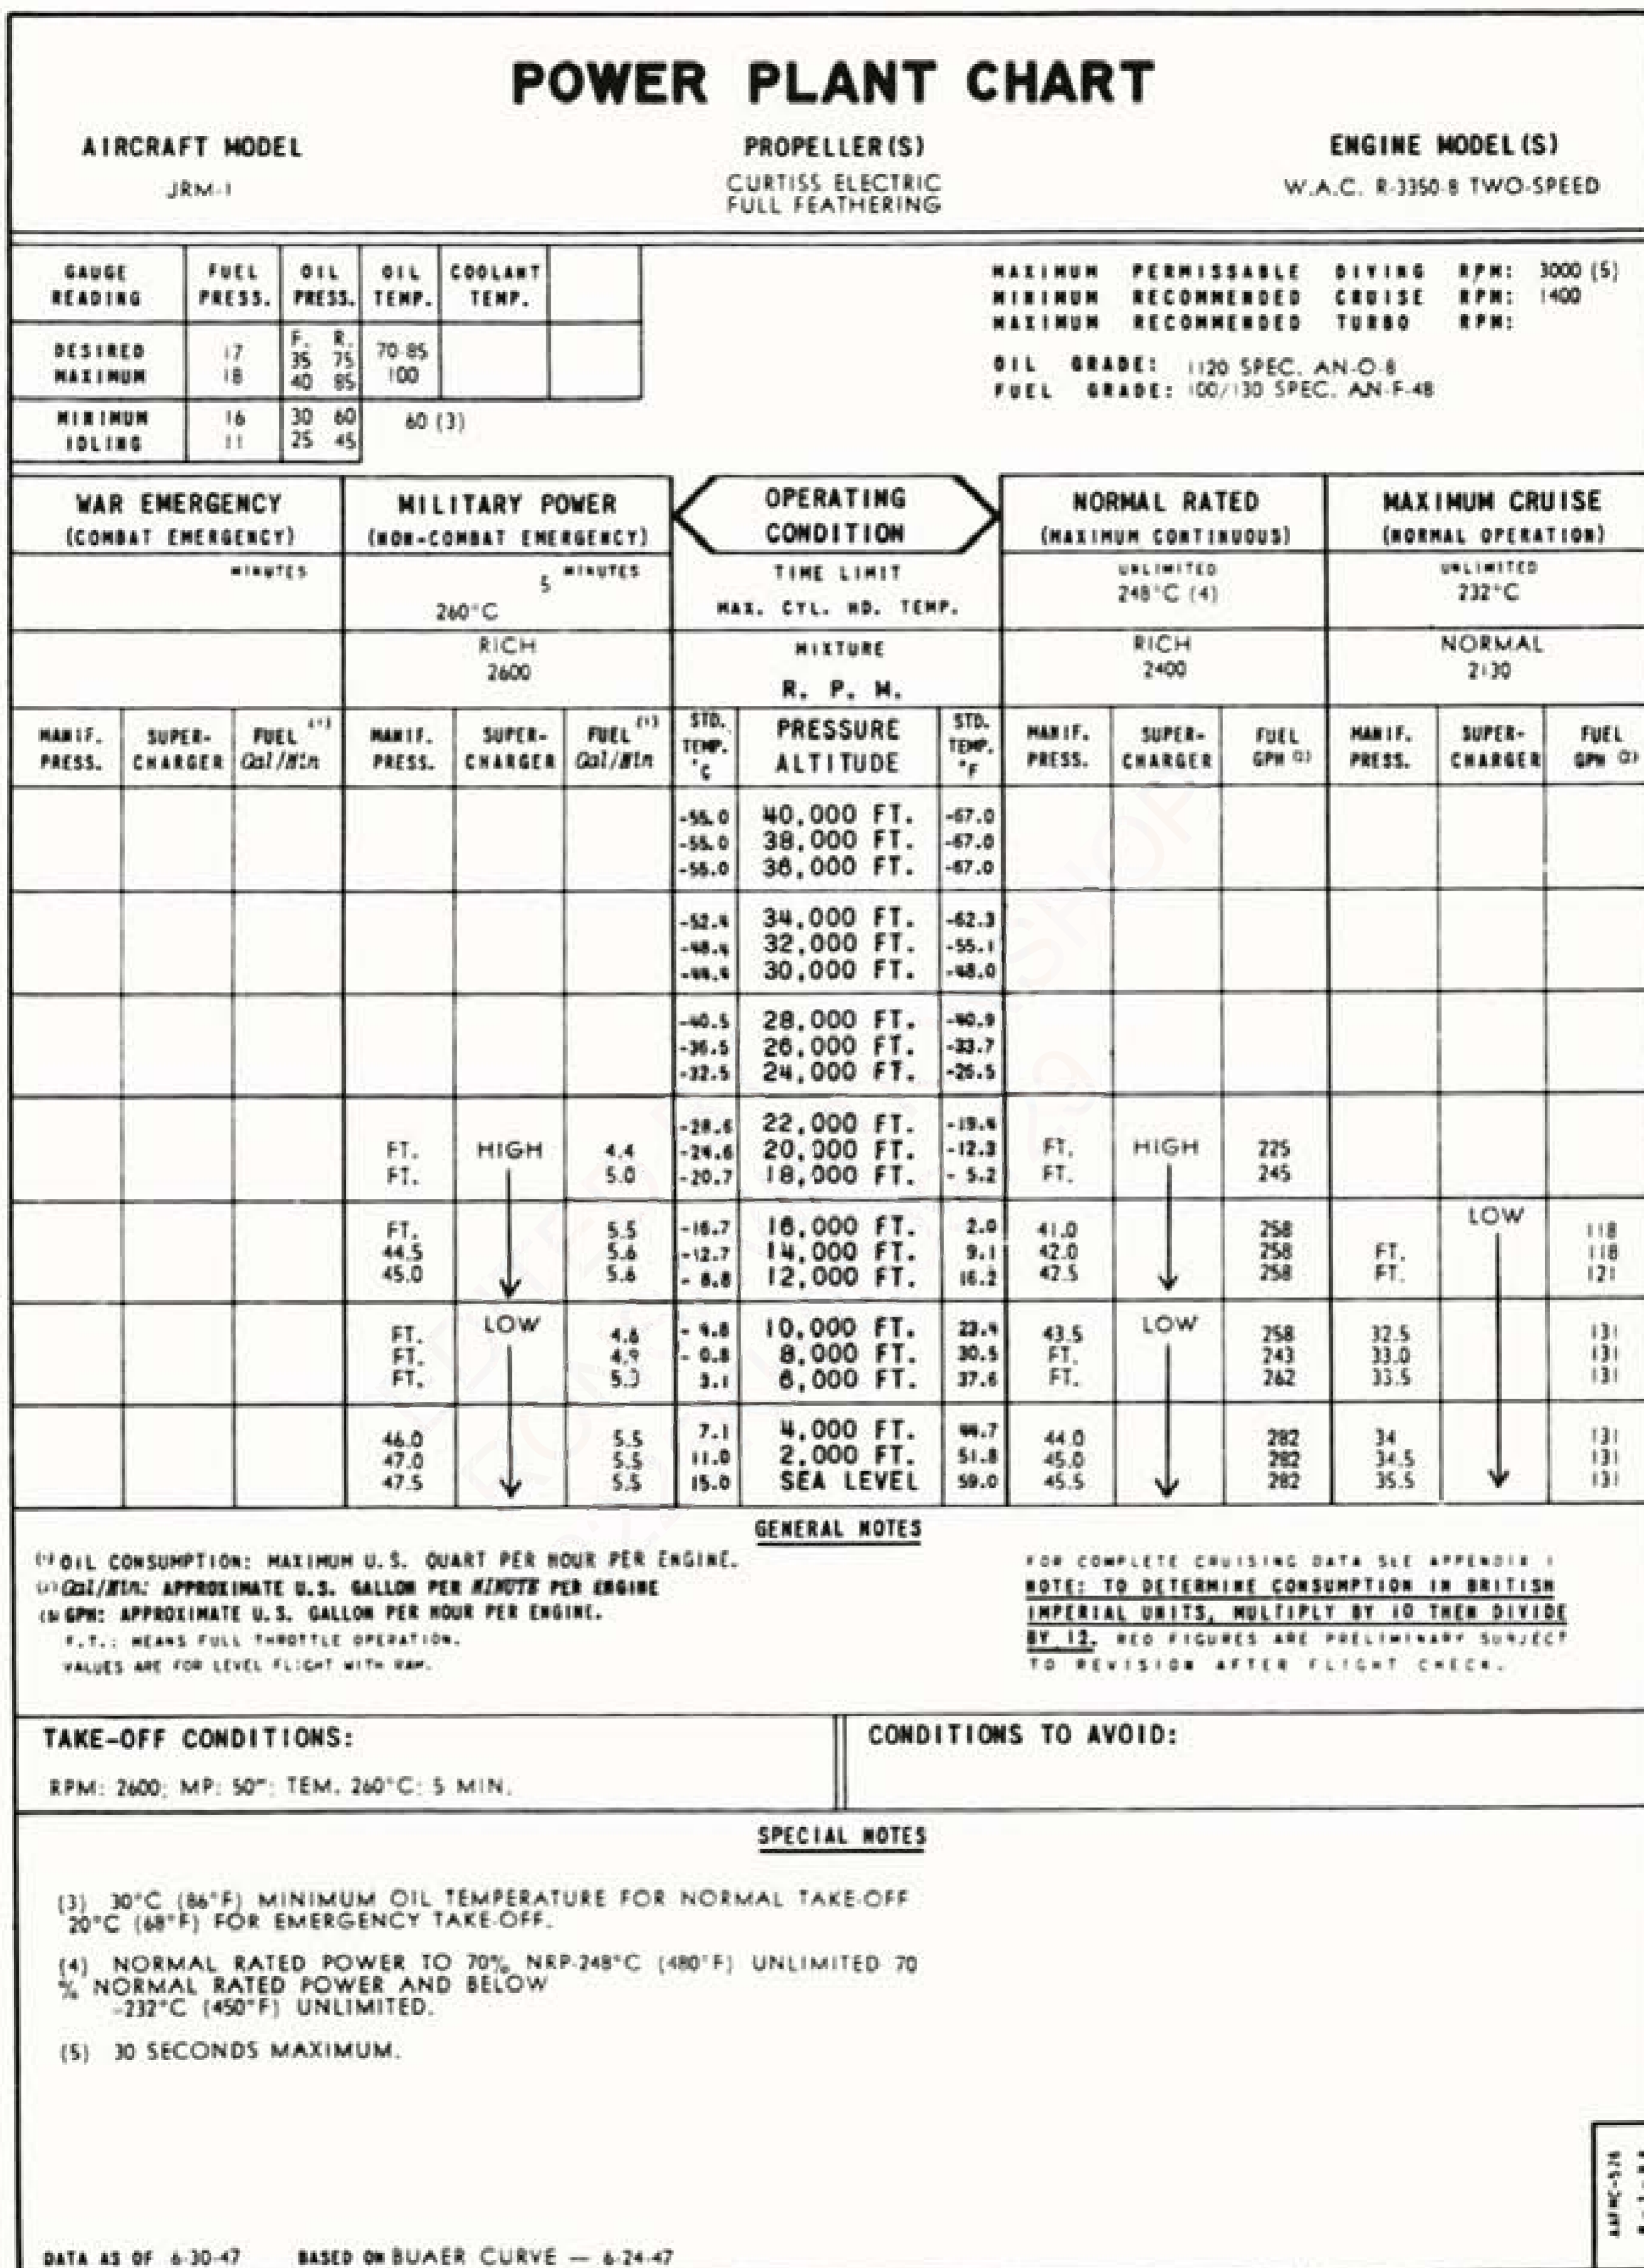 POWER PLANT CHART
AIRCRAFT MODEL PROPELLER(S) ENGINE MODEL(S)
JRM-1 CURTISS ELECTRIC W.A.C. R-3350-8 TWO-SPEED
FULL FEATHERING
GAUGE READING FUEL PRESS. OIL PRESS. OIL TEMP. COOLANT TEMP.
F. R.
DESIRED 17 35 75 70-85
MAXIMUM 18 40 85 100
MINIMUM 16 30 60 60 (3)
IDLING 11 25 45
MAXIMUM PERMISSABLE DIVING RPM: 3000 (5)
MINIMUM RECOMMENDED CRUISE RPM: 1400
MAXIMUM RECOMMENDED TURBO RPM:
OIL GRADE: 1120 SPEC. AN-O-8
FUEL GRADE: 100/130 SPEC. AN-F-48
WAR EMERGENCY MILITARY POWER OPERATING NORMAL RATED MAXIMUM CRUISE
(COMBAT EMERGENCY) (NON-COMBAT EMERGENCY) CONDITION (MAXIMUM CONTINUOUS) (NORMAL OPERATION)
MINUTES 5 MINUTES TIME LIMIT UNLIMITED UNLIMITED
260°C MAX. CYL. HD. TEMP. 248°C (4) 232°C
RICH MIXTURE RICH NORMAL
2600 R. P. M. 2400 2130
MANIF. SUPER- FUEL (1) MANIF. SUPER- FUEL (1) STD. PRESSURE STD. MANIF. SUPER- FUEL MANIF. SUPER- FUEL
PRESS. CHARGER Gal/Min PRESS. CHARGER Gal/Min TEMP. °C ALTITUDE TEMP. °F PRESS. CHARGER GPH (2) PRESS. CHARGER GPH (2)
-55.0 40,000 FT. -67.0
-55.0 38,000 FT. -67.0
-55.0 36,000 FT. -67.0
-52.4 34,000 FT. -62.3
-48.4 32,000 FT. -55.1
-44.4 30,000 FT. -48.0
-40.5 28,000 FT. -40.9
-36.5 26,000 FT. -33.7
-32.5 24,000 FT. -26.5
-28.6 22,000 FT. -19.4
FT. HIGH 4.4 -24.6 20,000 FT. -12.3 FT. HIGH 225
FT. 5.0 -20.7 18,000 FT. - 5.2 FT. 245
FT. 5.5 -16.7 16,000 FT. 2.0 41.0 258 LOW 118
44.5 5.6 -12.7 14,000 FT. 9.1 42.0 258 FT. 118
45.0 5.6 - 8.8 12,000 FT. 16.2 42.5 258 FT. 121
FT. LOW 4.6 - 4.8 10,000 FT. 23.4 43.5 LOW 258 32.5 131
FT. 4.9 - 0.8 8,000 FT. 30.5 FT. 243 33.0 131
FT. 5.3 3.1 6,000 FT. 37.6 FT. 262 33.5 131
46.0 5.5 7.1 4,000 FT. 44.7 44.0 282 34 131
47.0 5.5 11.0 2,000 FT. 51.8 45.0 282 34.5 131
47.5 5.5 15.0 SEA LEVEL 59.0 45.5 282 35.5 131
GENERAL NOTES
(1) OIL CONSUMPTION: MAXIMUM U.S. QUART PER HOUR PER ENGINE.
Gal/Min: APPROXIMATE U.S. GALLON PER MINUTE PER ENGINE
GPH: APPROXIMATE U.S. GALLON PER HOUR PER ENGINE.
F.T.: MEANS FULL THROTTLE OPERATION.
VALUES ARE FOR LEVEL FLIGHT WITH RAM.
FOR COMPLETE CRUISING DATA SEE APPENDIX I
NOTE: TO DETERMINE CONSUMPTION IN BRITISH
IMPERIAL UNITS, MULTIPLY BY 10 THEN DIVIDE
BY 12. RED FIGURES ARE PRELIMINARY SUBJECT
TO REVISION AFTER FLIGHT CHECK.
TAKE-OFF CONDITIONS: CONDITIONS TO AVOID:
RPM: 2600; MP: 50"; TEM. 260°C; 5 MIN.
SPECIAL NOTES
(3) 30°C (86°F) MINIMUM OIL TEMPERATURE FOR NORMAL TAKE-OFF
20°C (68°F) FOR EMERGENCY TAKE-OFF.
(4) NORMAL RATED POWER TO 70% NRP-248°C (480°F) UNLIMITED 70
% NORMAL RATED POWER AND BELOW
-232°C (450°F) UNLIMITED.
(5) 30 SECONDS MAXIMUM.
AAFMC-526
DATA AS OF 6-30-47 BASED ON BUAER CURVE — 6-24-47